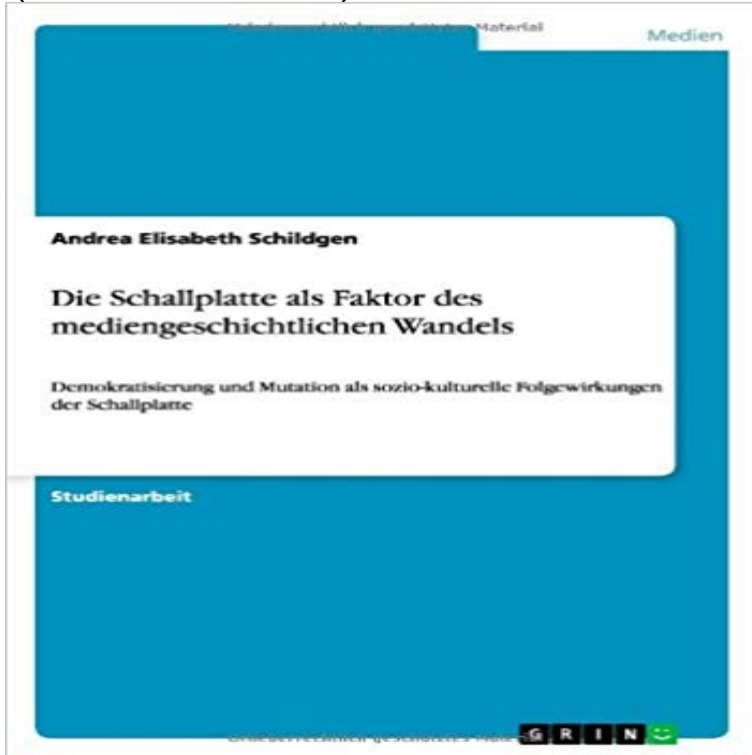 Material
Medien
Andrea Elisabeth Schildgen
Die Schallplatte als Faktor des
mediengeschichtlichen Wandels
Demokratisierung und Mutation als sozio-kulturelle Folgewirkungen
der Schallplatte
Studienarbeit
G R I N